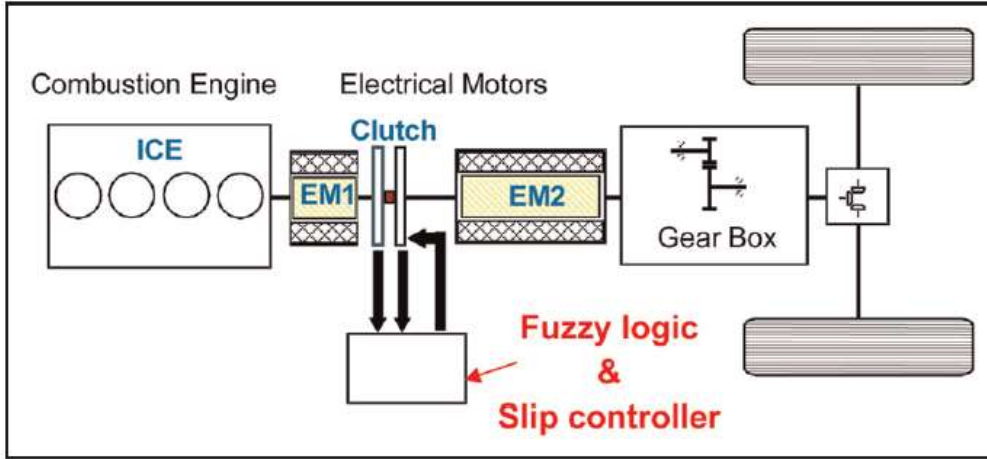 Combustion Engine
Electrical Motors
ICE
Clutch
EM1
EM2
Gear Box
Fuzzy logic
&
Slip controller